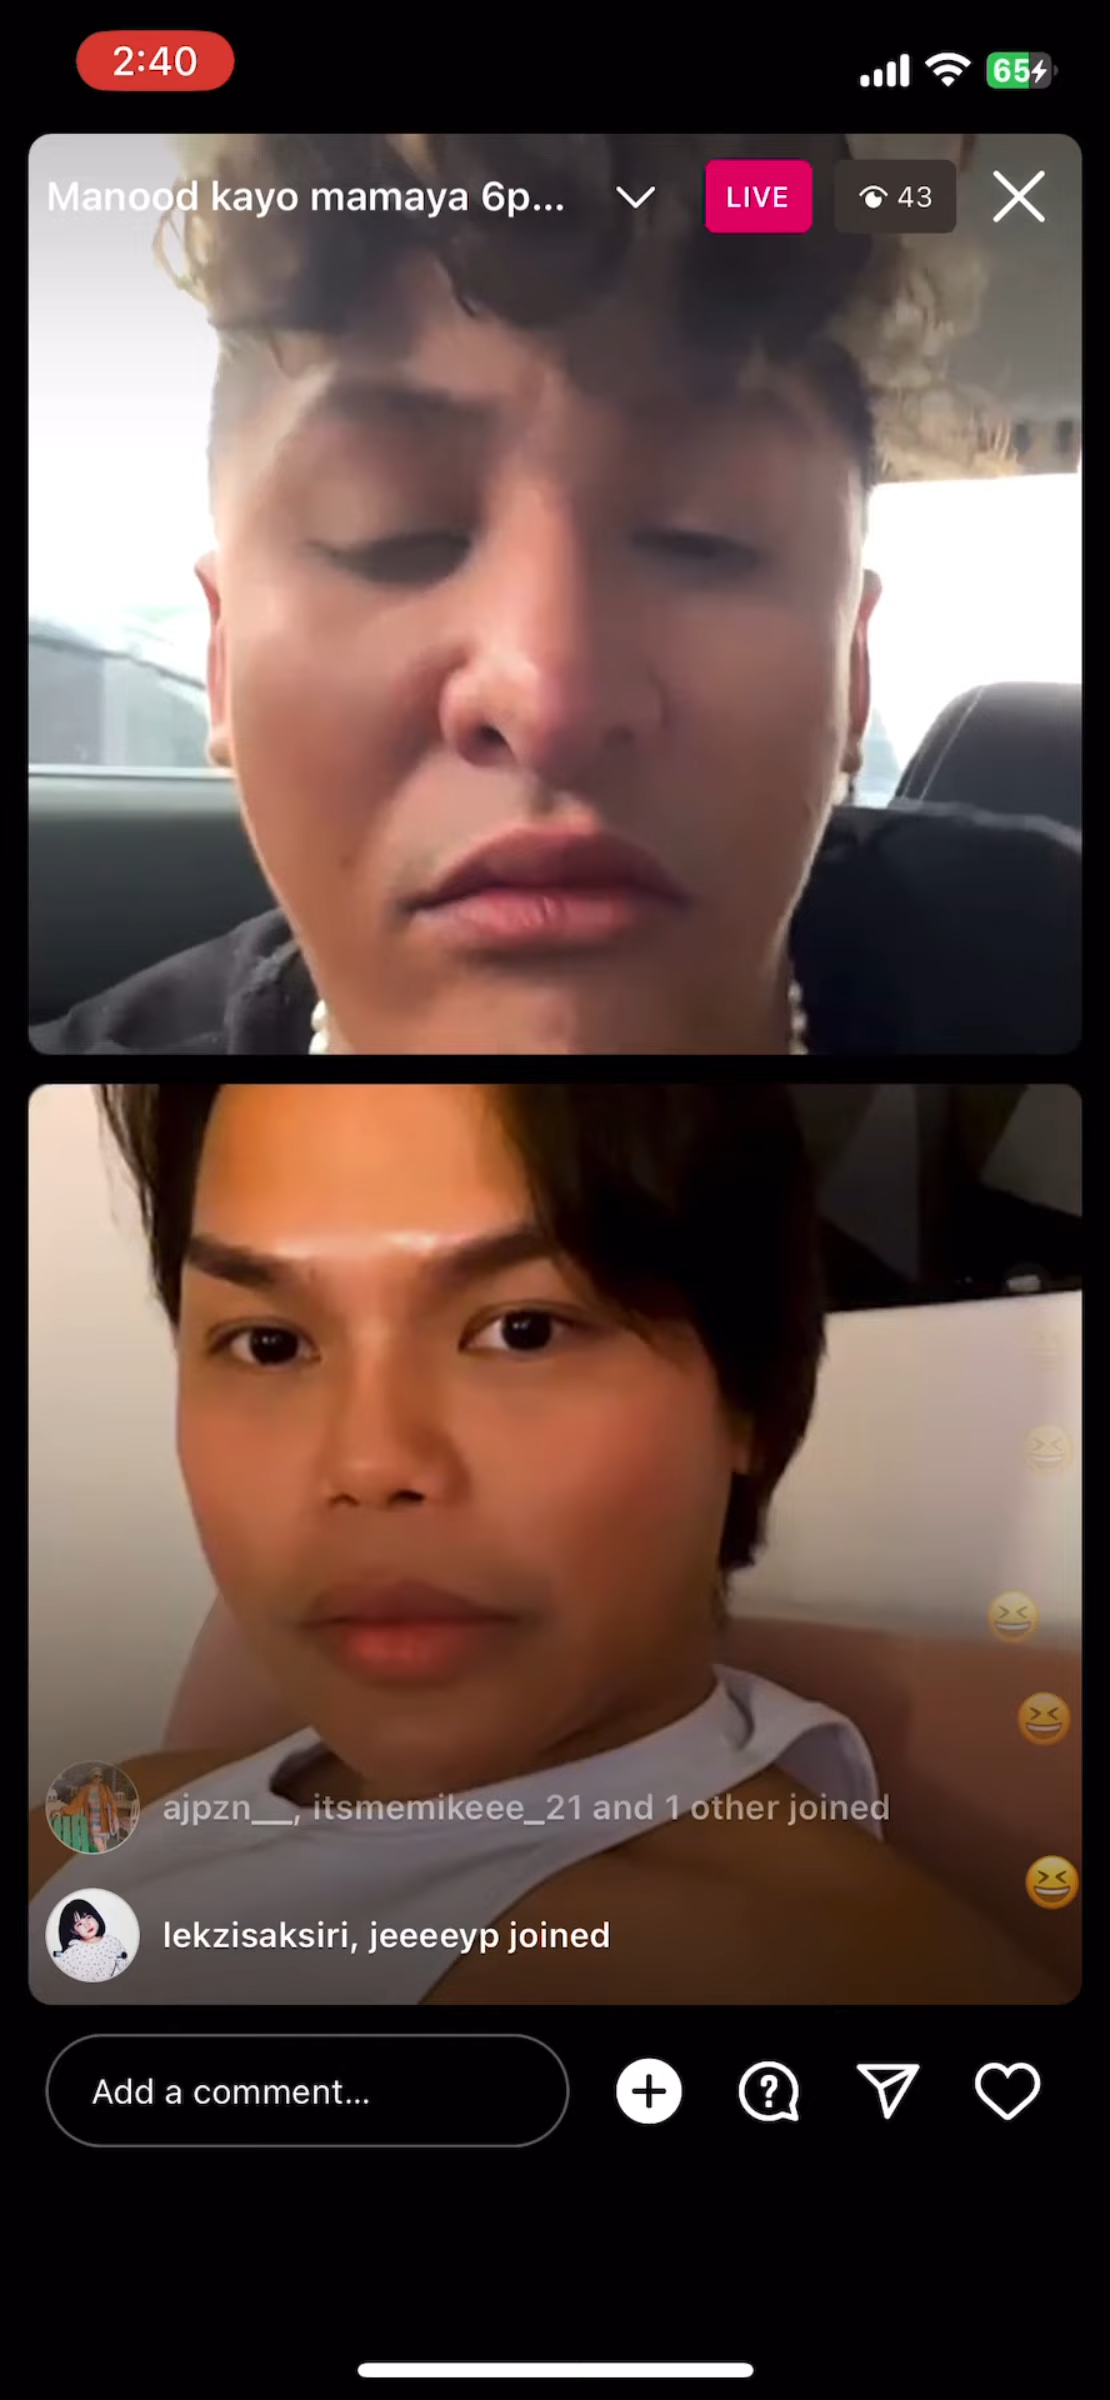 2:40
65
Manood kayo mamaya 6p...
LIVE
43
ajpzn__, itsmemikeee_21 and 1 other joined
lekzisaksiri, jeeeeyp joined
Add a comment...